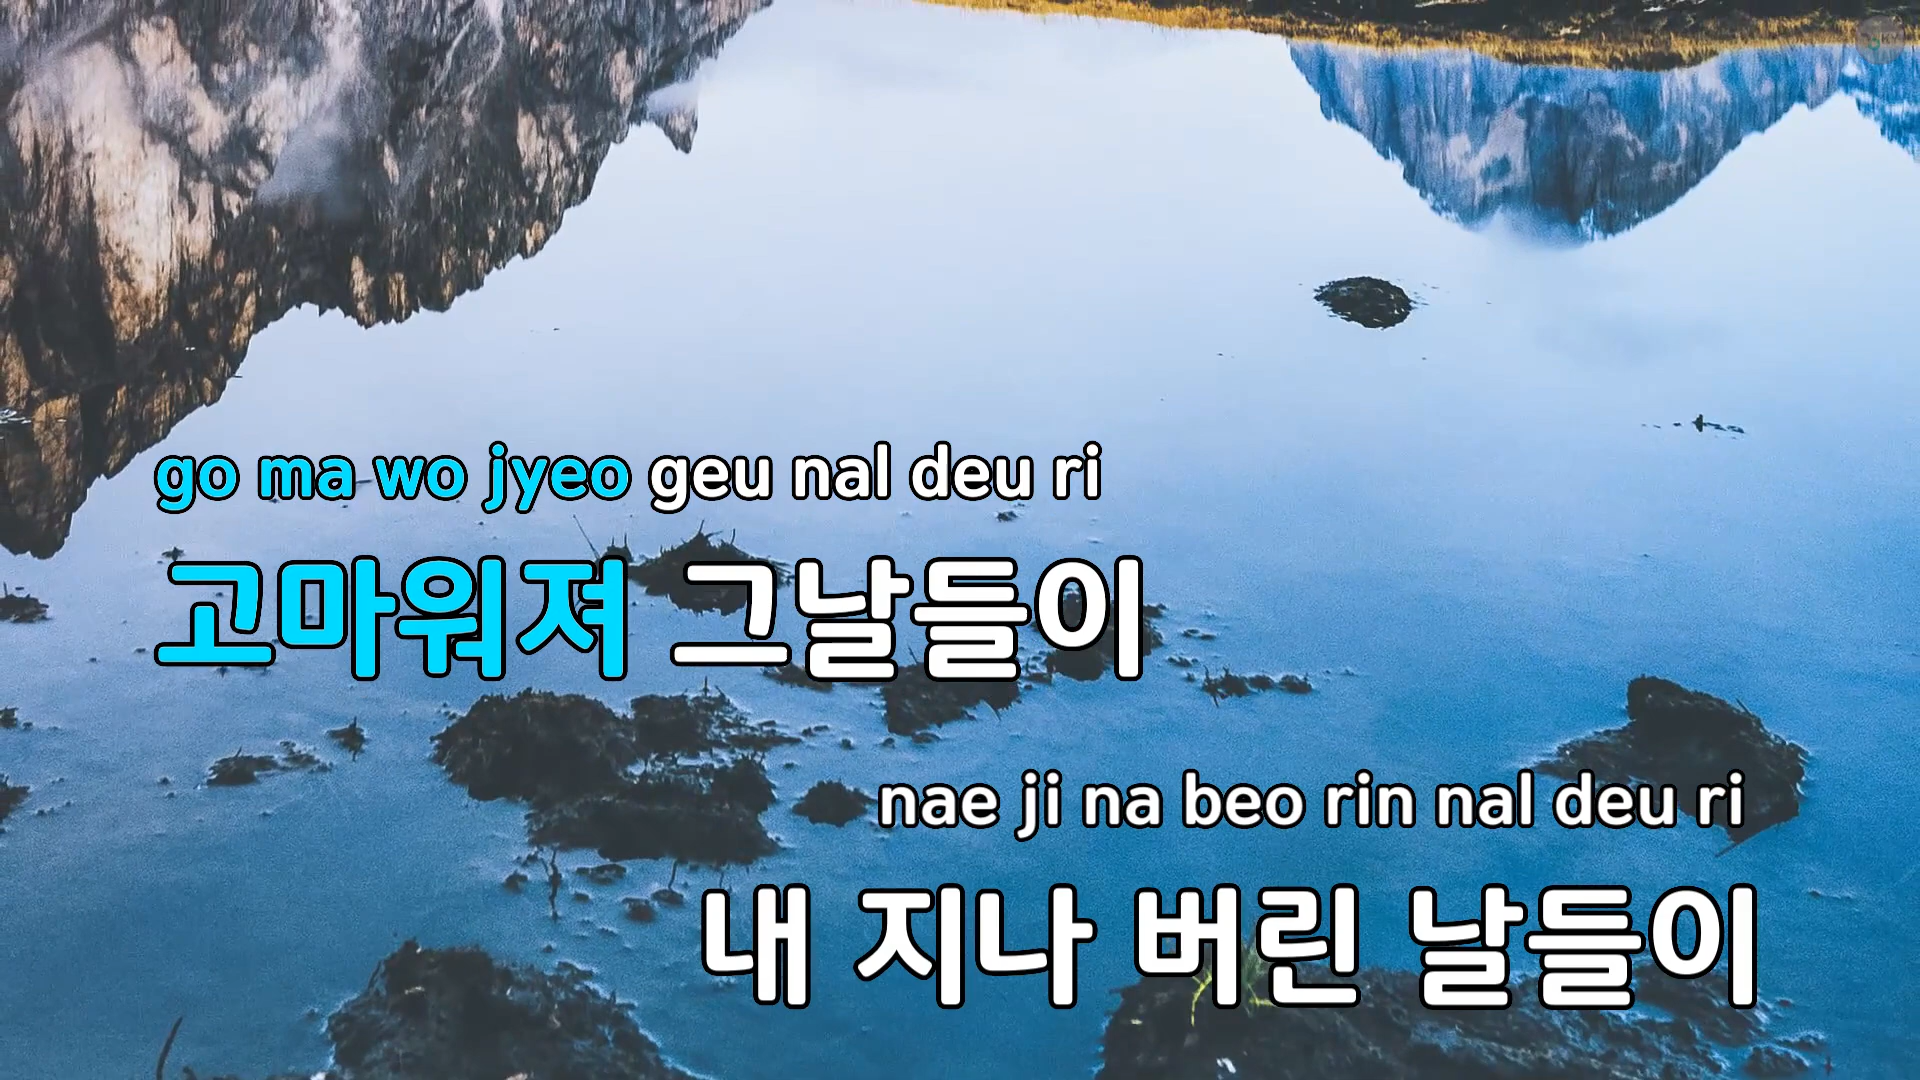 go ma wo jyeo geu nal deu ri
고마워져 그날들이
nae ji na beo rin nal deu ri
내 지나 버린 날들이